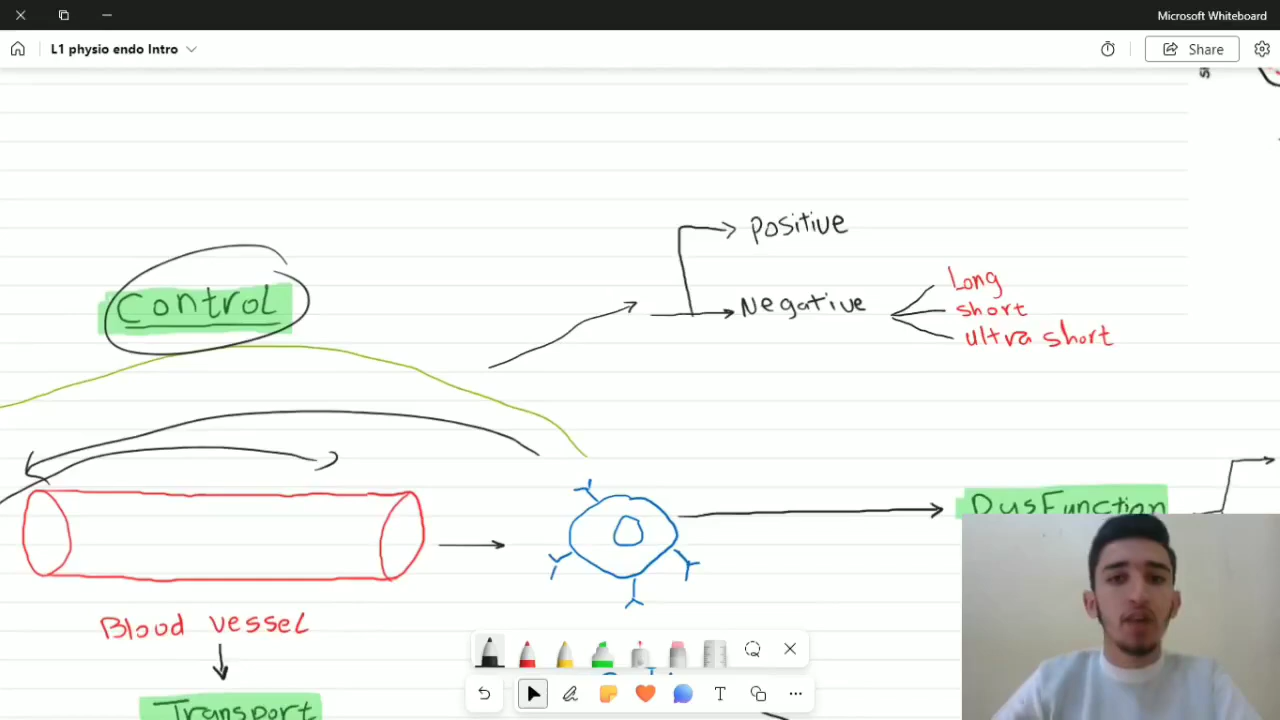 Microsoft Whiteboard
L1 physio endo Intro
Share
Positive
Control
Negative
Long
short
ultra short
DysFunction
Blood vessel
Transport